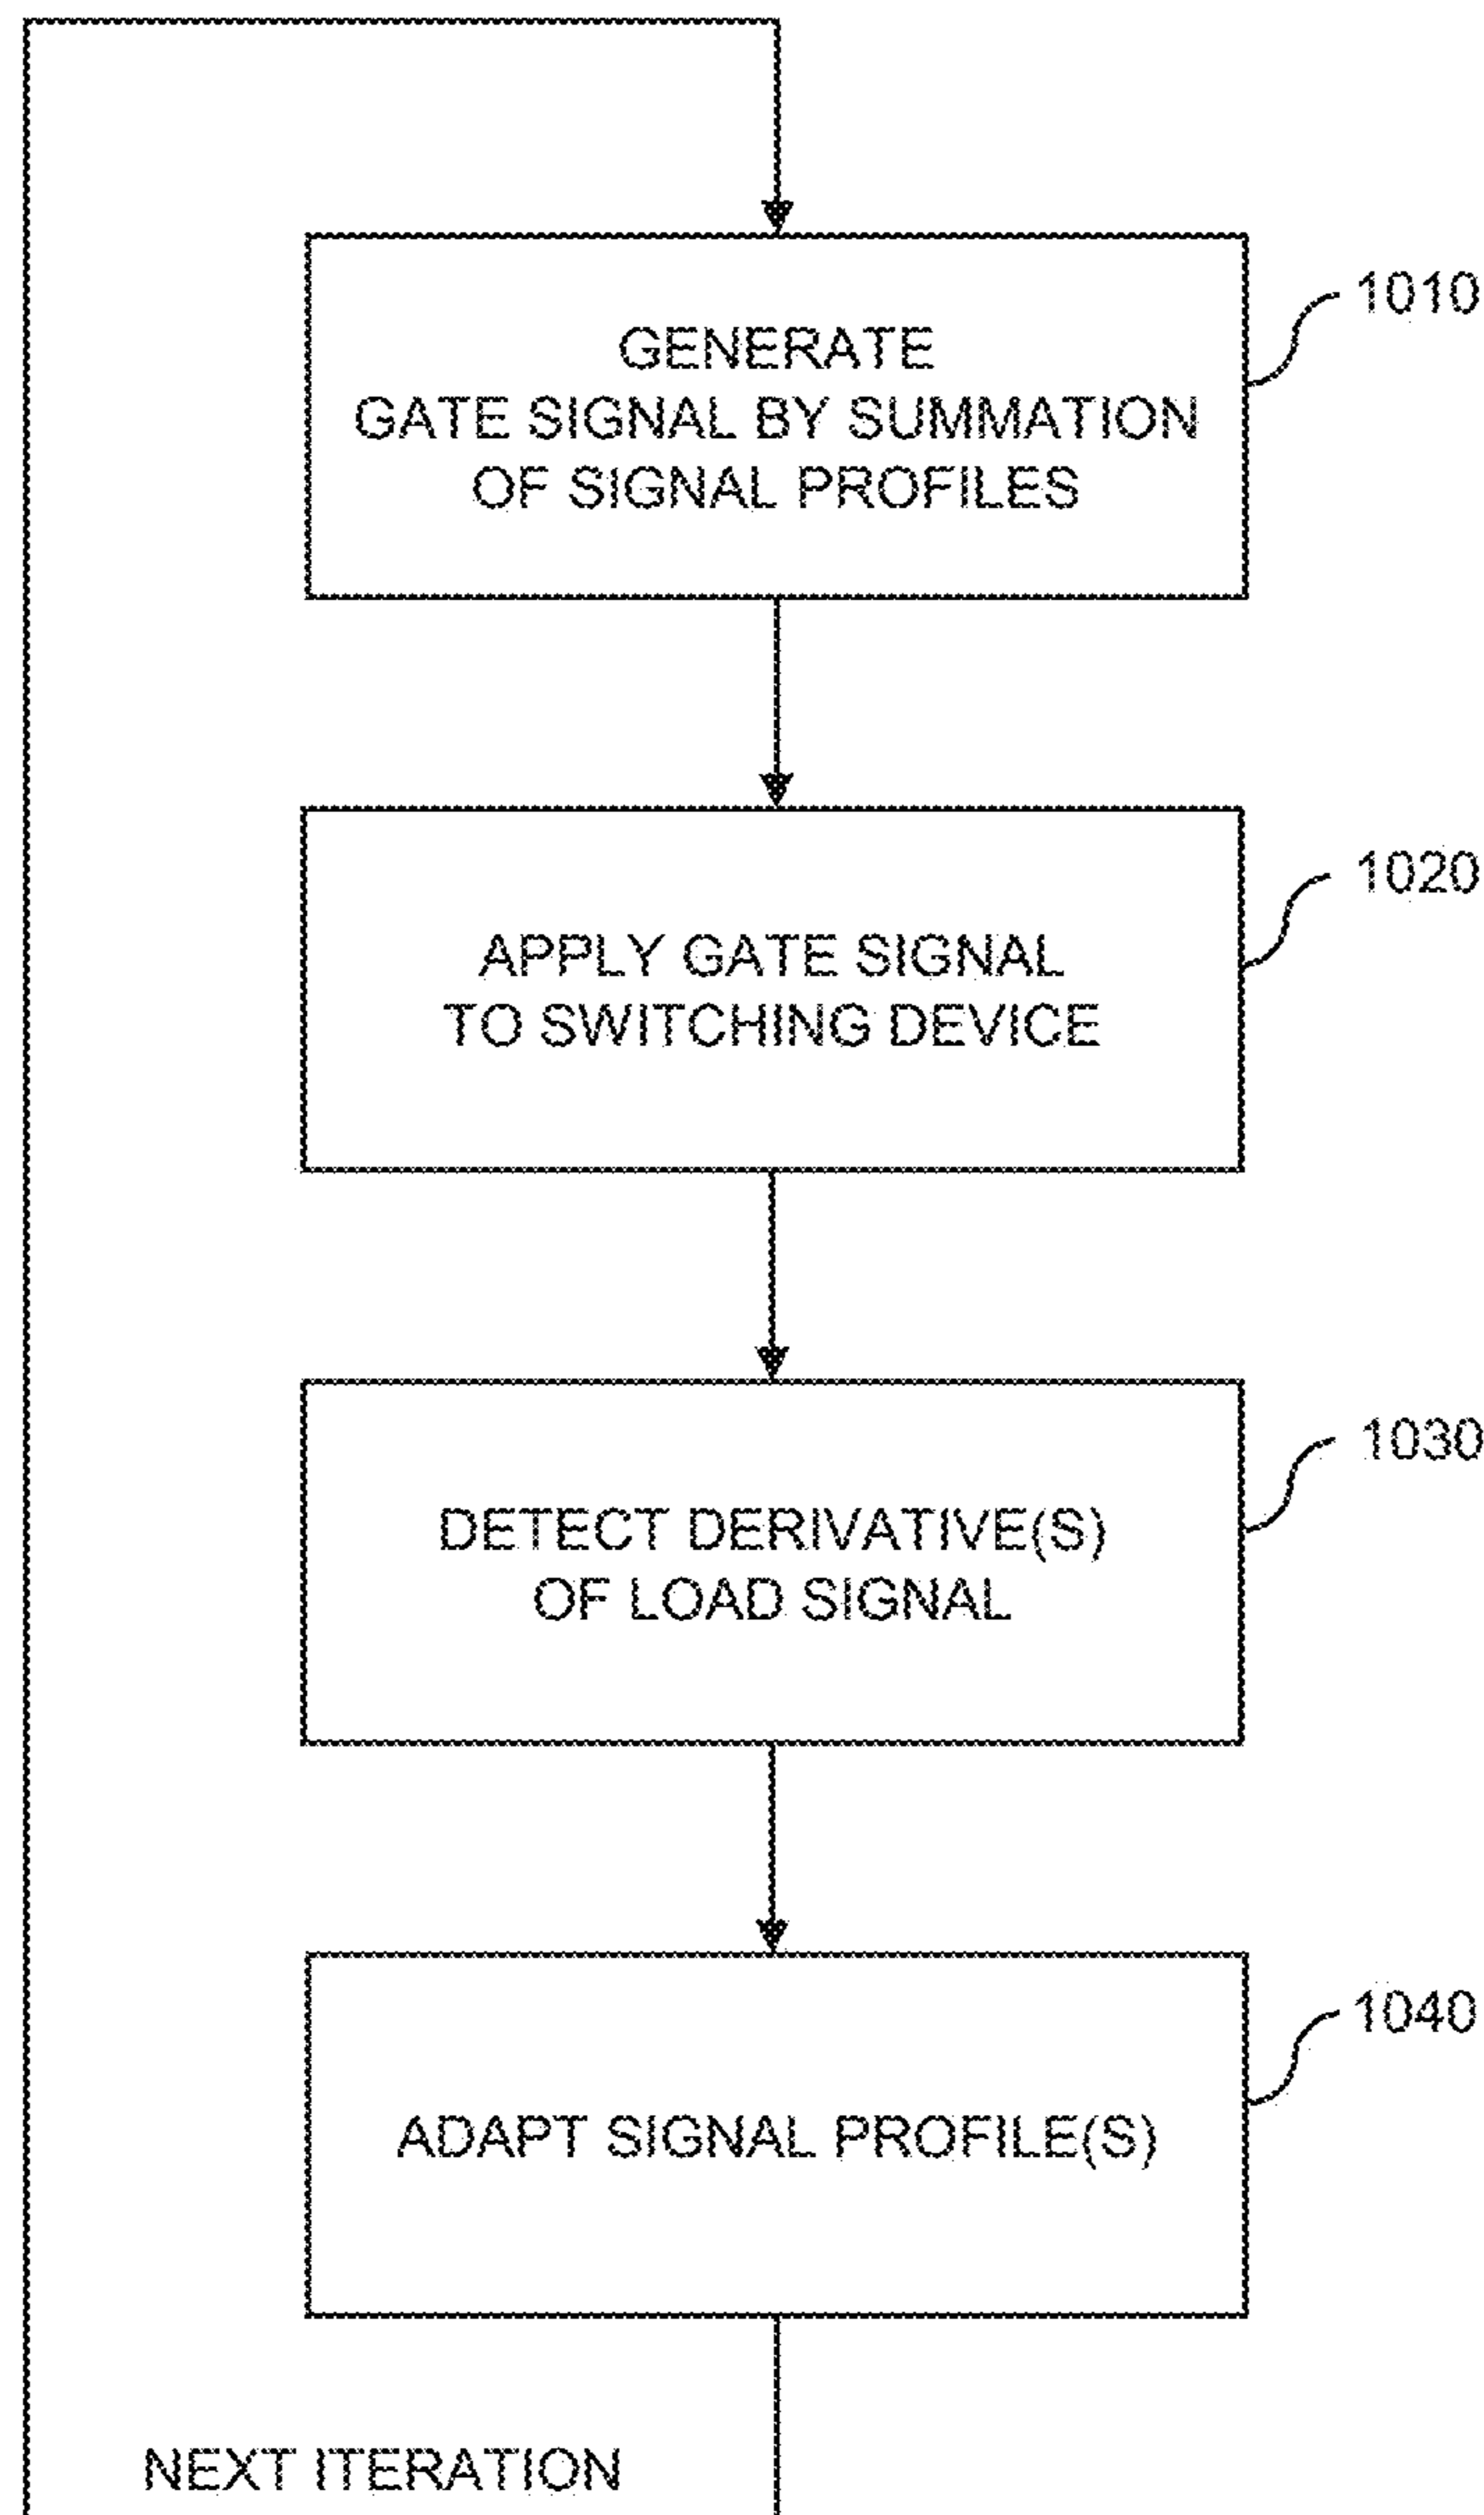 1010
GENERATE
GATE SIGNAL BY SUMMATION
OF SIGNAL PROFILES
1020
APPLY GATE SIGNAL
TO SWITCHING DEVICE
1030
DETECT DERIVATIVE(S)
OF LOAD SIGNAL
1040
ADAPT SIGNAL PROFILE(S)
NEXT ITERATION